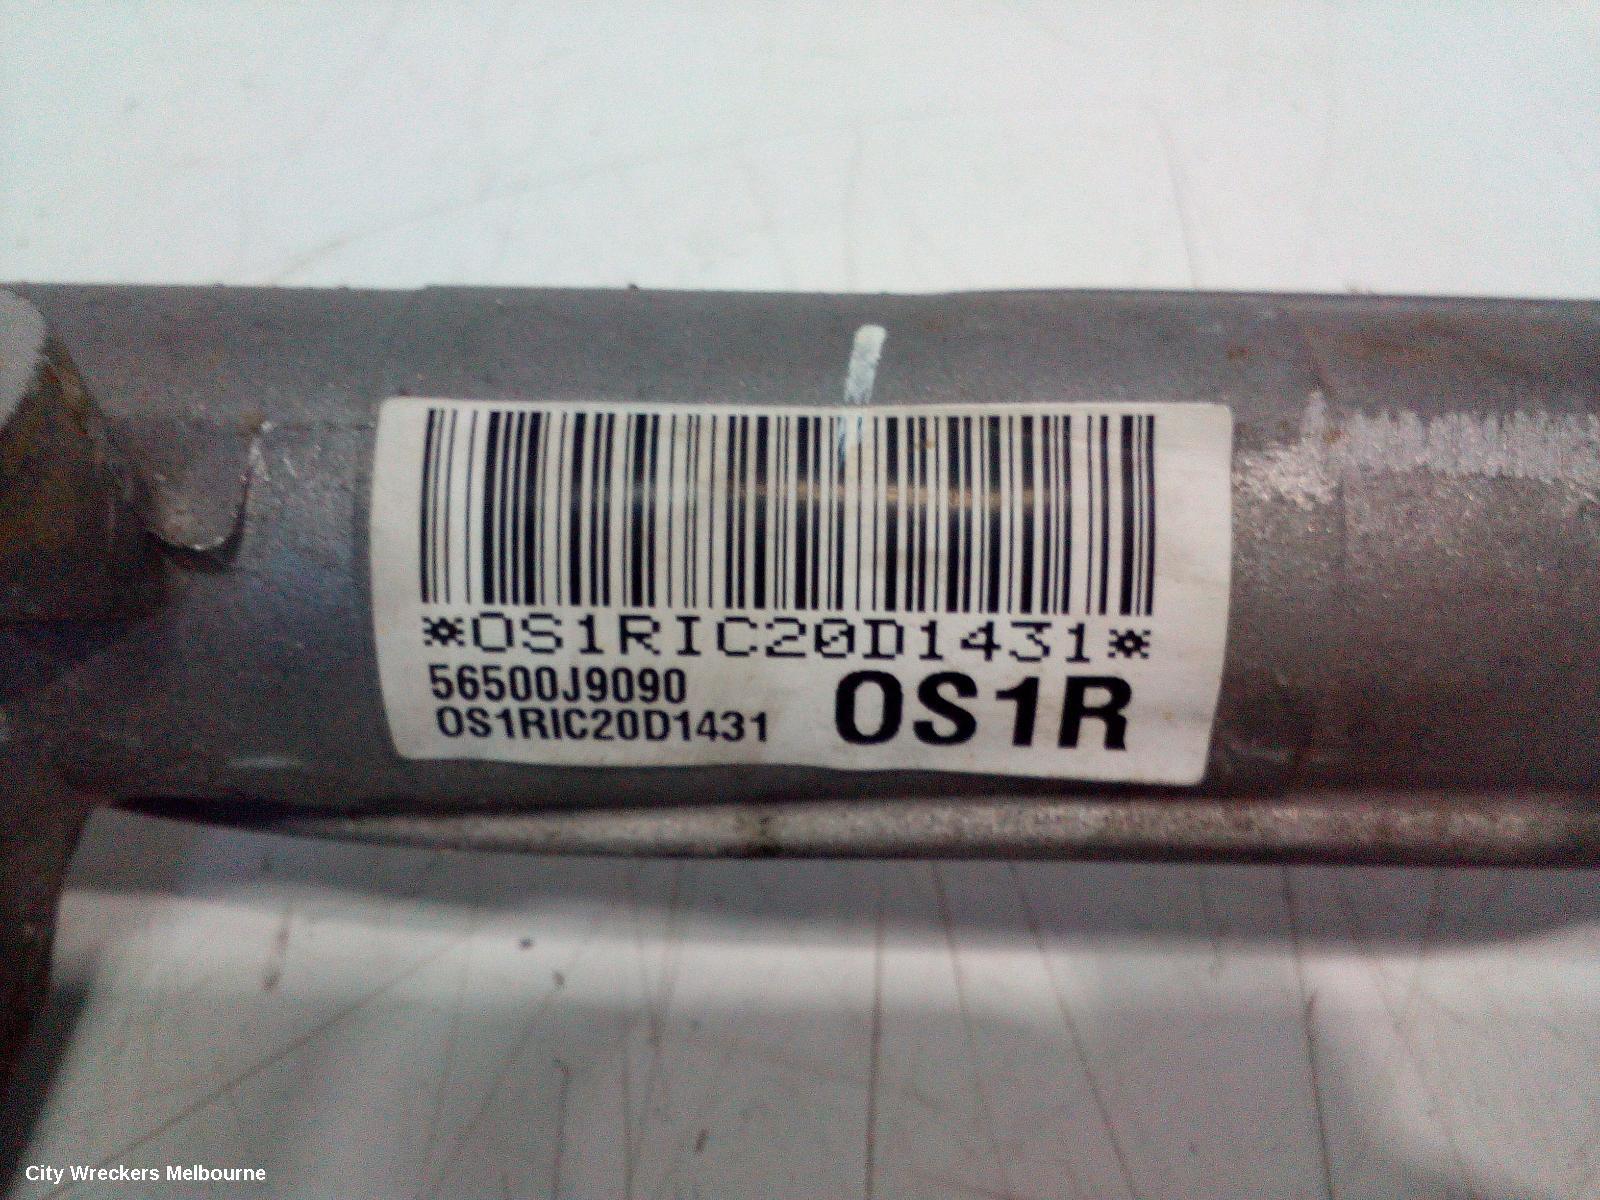 *OS1RIC20D1431*
56500J9090
OS1RIC20D1431
OS1R
City Wreckers Melbourne